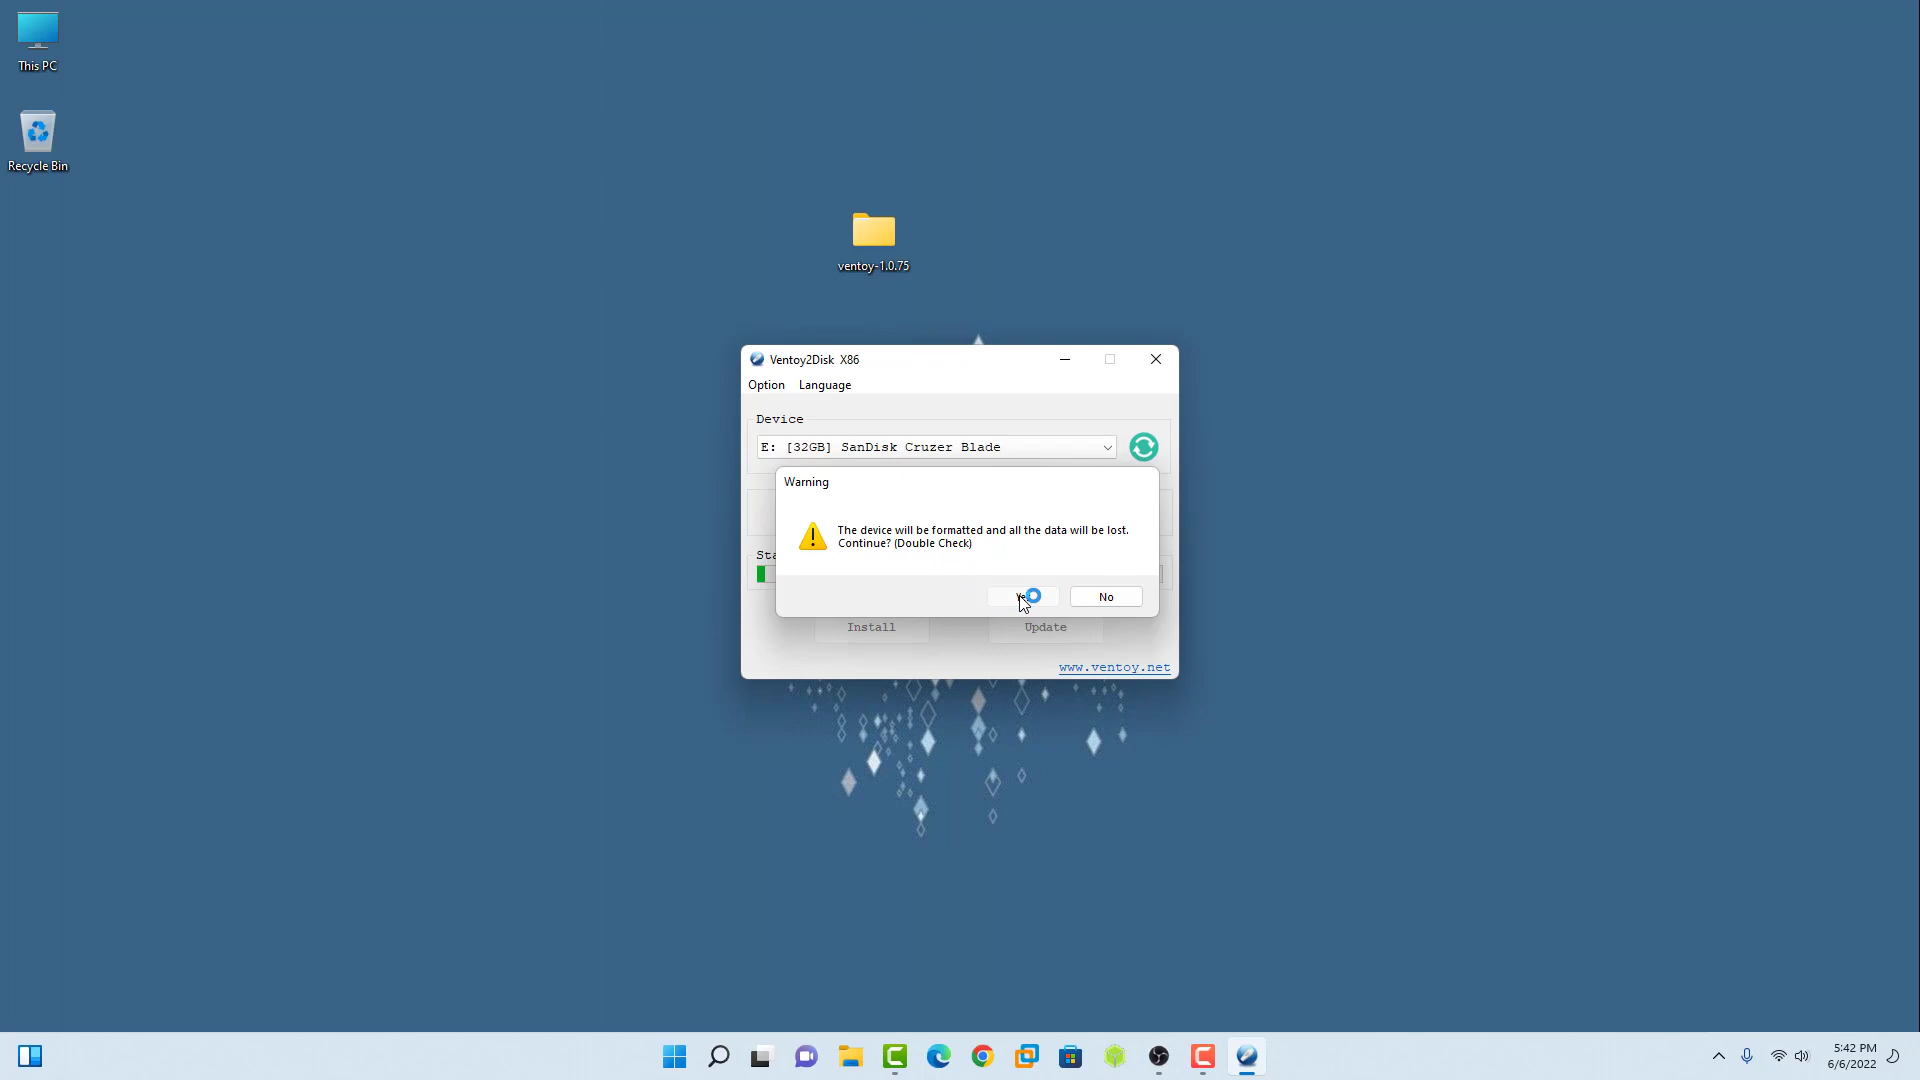 This PC
Recycle Bin
ventoy-1.0.75
Ventoy2Disk X86
Option Language
Device
E: [32GB] SanDisk Cruzer Blade
Warning
The device will be formatted and all the data will be lost.
Continue? (Double Check)
No
Install Update
www.ventoy.net
5:42 PM
6/6/2022